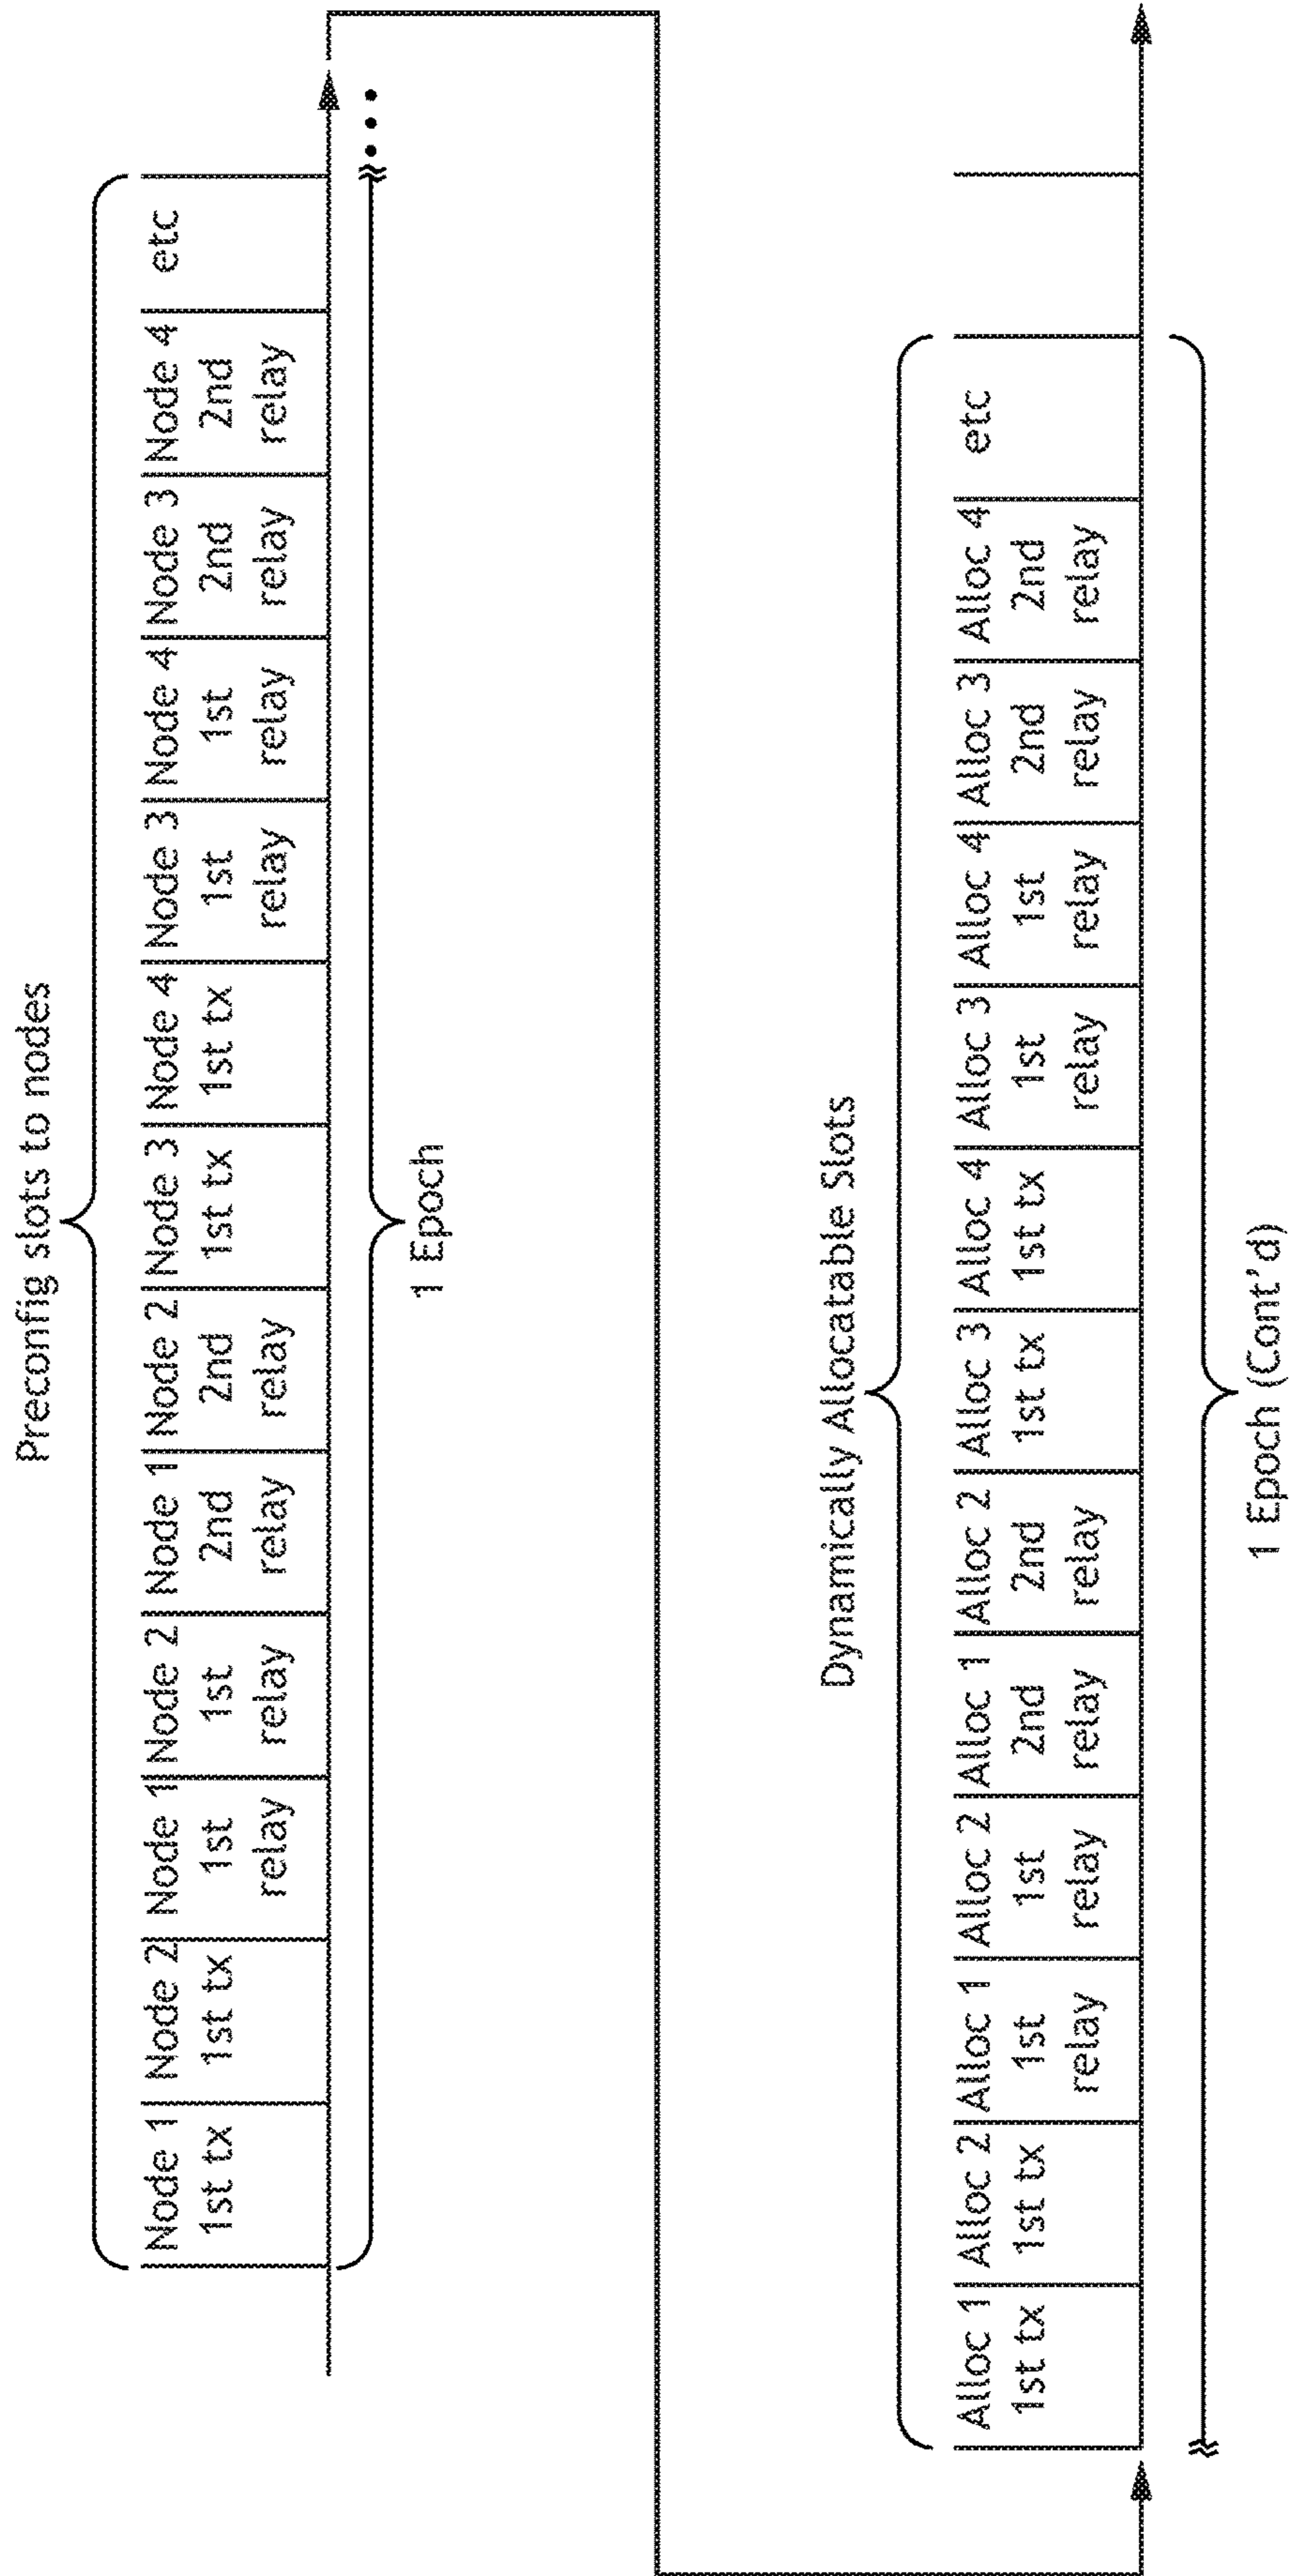 Preconfig slots to nodes
Node 1
1st tx
Node 2
1st tx
Node 1
1st
relay
Node 2
1st
relay
Node 1
2nd
relay
Node 2
2nd
relay
Node 3
1st tx
Node 4
1st tx
Node 3
1st
relay
Node 4
1st
relay
Node 3
2nd
relay
Node 4
2nd
relay
etc
1 Epoch
Dynamically Allocatable Slots
Alloc 1
1st tx
Alloc 2
1st tx
Alloc 1
1st
relay
Alloc 2
1st
relay
Alloc 1
2nd
relay
Alloc 2
2nd
relay
Alloc 3
1st tx
Alloc 4
1st tx
Alloc 3
1st
relay
Alloc 4
1st
relay
Alloc 3
2nd
relay
Alloc 4
2nd
relay
etc
1 Epoch (Cont'd)